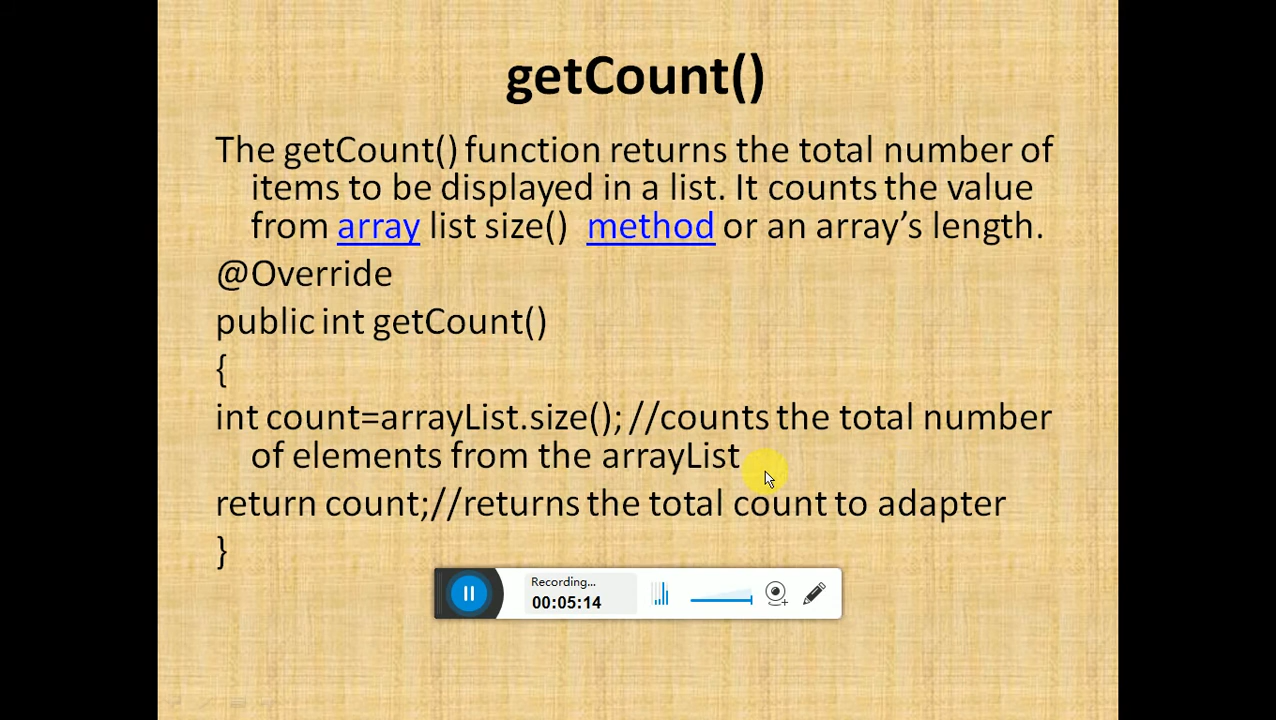 getCount()
The getCount() function returns the total number of
items to be displayed in a list. It counts the value
from array list size()  method or an array’s length.
@Override
public int getCount()
{
int count=arrayList.size(); //counts the total number
of elements from the arrayList
return count;//returns the total count to adapter
}
Recording...
00:05:14